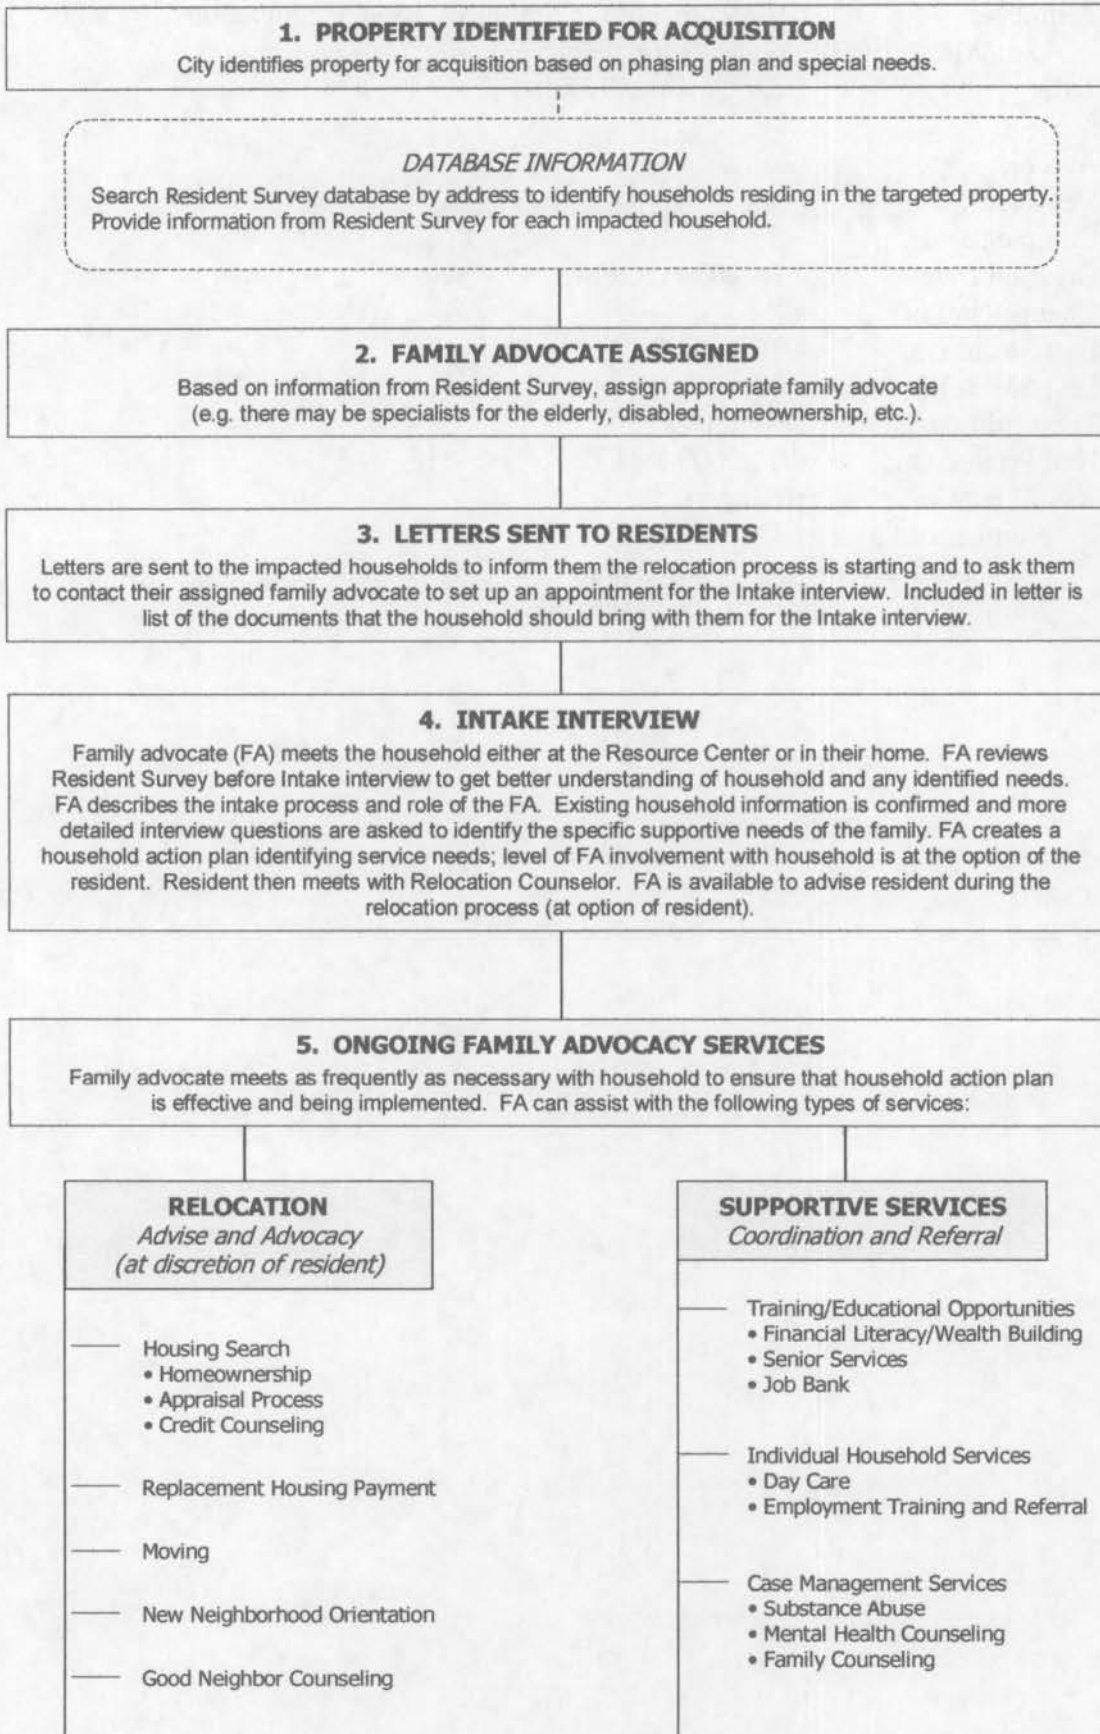 1. PROPERTY IDENTIFIED FOR ACQUISITION
City identifies property for acquisition based on phasing plan and special needs.
DATABASE INFORMATION
Search Resident Survey database by address to identify households residing in the targeted property.
Provide information from Resident Survey for each impacted household.
2. FAMILY ADVOCATE ASSIGNED
Based on information from Resident Survey, assign appropriate family advocate
(e.g. there may be specialists for the elderly, disabled, homeownership, etc.).
3. LETTERS SENT TO RESIDENTS
Letters are sent to the impacted households to inform them the relocation process is starting and to ask them
to contact their assigned family advocate to set up an appointment for the Intake interview. Included in letter is
list of the documents that the household should bring with them for the Intake interview.
4. INTAKE INTERVIEW
Family advocate (FA) meets the household either at the Resource Center or in their home. FA reviews
Resident Survey before Intake interview to get better understanding of household and any identified needs.
FA describes the intake process and role of the FA. Existing household information is confirmed and more
detailed interview questions are asked to identify the specific supportive needs of the family. FA creates a
household action plan identifying service needs; level of FA involvement with household is at the option of the
resident. Resident then meets with Relocation Counselor. FA is available to advise resident during the
relocation process (at option of resident).
5. ONGOING FAMILY ADVOCACY SERVICES
Family advocate meets as frequently as necessary with household to ensure that household action plan
is effective and being implemented. FA can assist with the following types of services:
RELOCATION
Advise and Advocacy
(at discretion of resident)
Housing Search
• Homeownership
• Appraisal Process
• Credit Counseling
Replacement Housing Payment
Moving
New Neighborhood Orientation
Good Neighbor Counseling
SUPPORTIVE SERVICES
Coordination and Referral
Training/Educational Opportunities
• Financial Literacy/Wealth Building
• Senior Services
• Job Bank
Individual Household Services
• Day Care
• Employment Training and Referral
Case Management Services
• Substance Abuse
• Mental Health Counseling
• Family Counseling